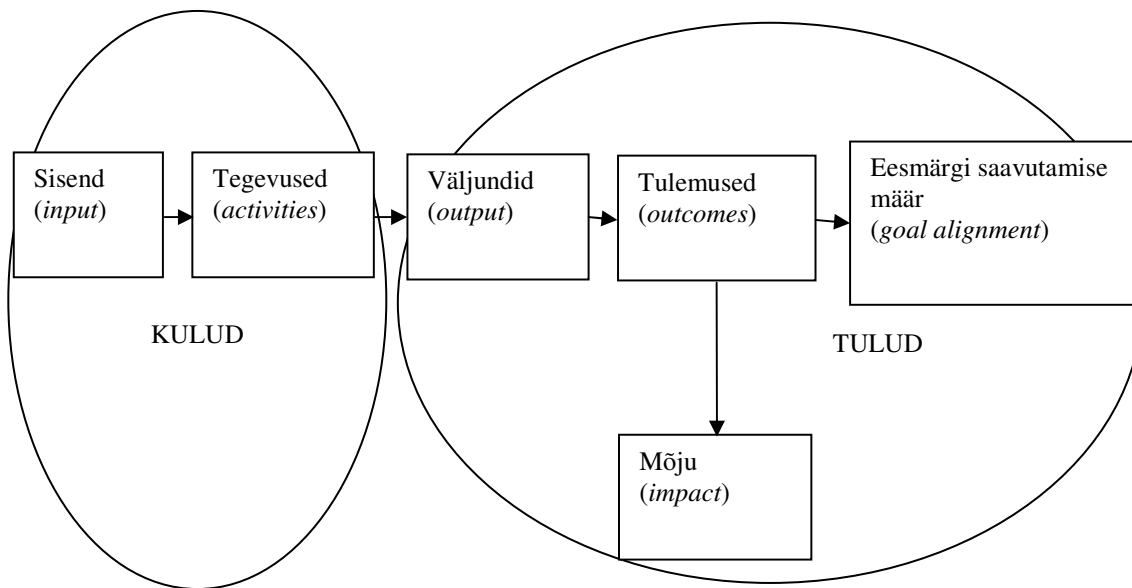 Sisend
(input)
Tegevused
(activities)
Väljundid
(output)
Tulemused
(outcomes)
Eesmärgi saavutamise
määr
(goal alignment)
KULUD
TULUD
Mõju
(impact)